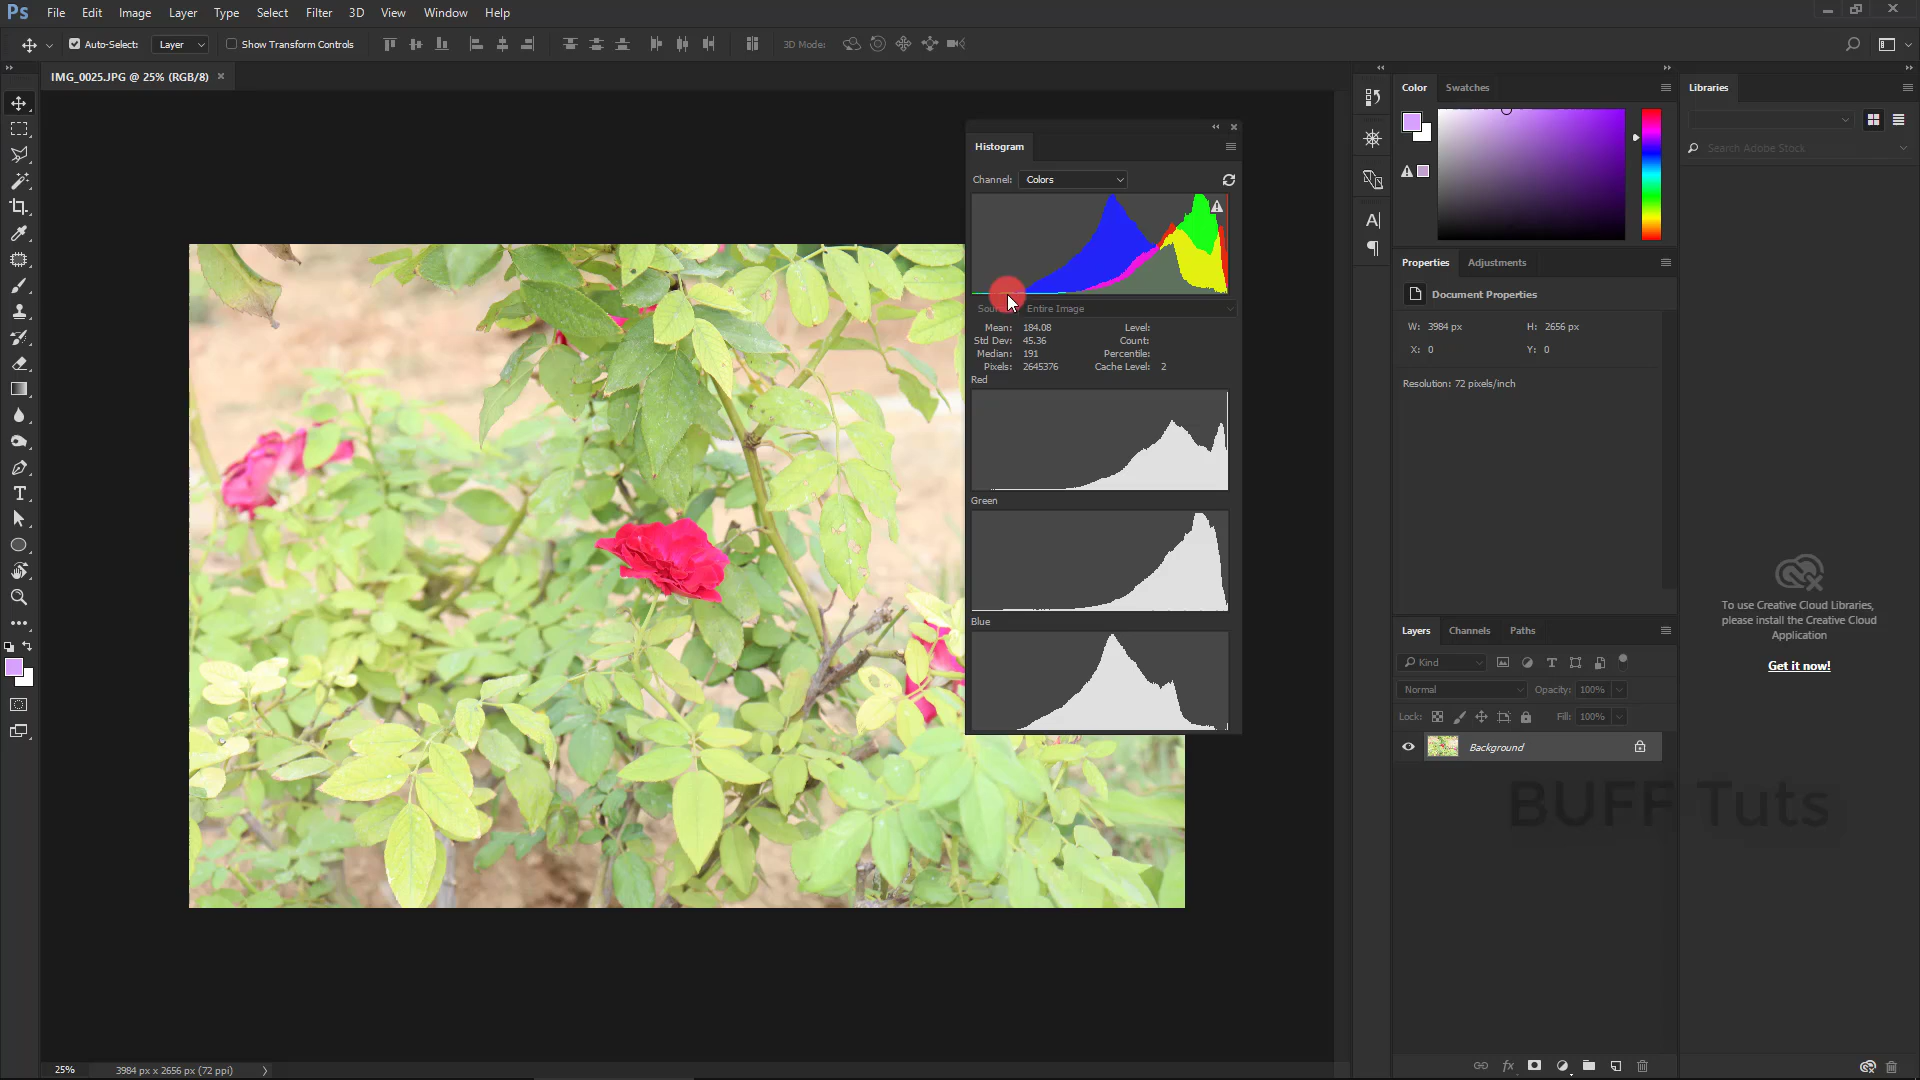 Ps File Edit Image Layer Type Select Filter 3D View Window Help
Auto-Select: Layer Show Transform Controls 3D Mode:
IMG_0025.JPG @ 25% (RGB/8) ×
Histogram
Channel: Colors
Entire Image
Mean: 184.08 Level:
Std Dev: 45.36 Count:
Median: 191 Percentile:
Pixels: 2645376 Cache Level: 2
Red
Green
Blue
Color Swatches
Properties Adjustments
Document Properties
W: 3984 px H: 2656 px
X: 0 Y: 0
Resolution: 72 pixels/inch
Layers Channels Paths
Kind
Normal Opacity: 100%
Lock: Fill: 100%
Background
Libraries
Search Adobe Stock
To use Creative Cloud Libraries,
please install the Creative Cloud
Application
Get it now!
BUFF Tuts
25% 3984 px x 2656 px (72 ppi)